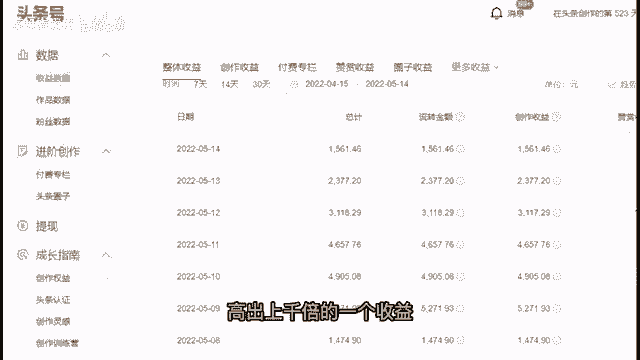 头条号
消息 99+ 在头条创作的第 523 天
数据
收益数据
作品数据
粉丝数据
进阶创作
付费专栏
头条圈子
提现
成长指南
创作权益
头条认证
创作灵感
创作训练营
整体收益 创作收益 付费专栏 赞赏收益 圈子收益 更多收益
时间 7天 14天 30天 2022-04-15 - 2022-05-14 单位：元
日期 总计 流转金额 创作收益 赞赏
2022-05-14 1,561.46 1,561.46 1,561.46
2022-05-13 2,377.20 2,377.20 2,377.20
2022-05-12 3,118.29 3,118.29 3,118.29
2022-05-11 4,657.76 4,657.76 4,657.76
2022-05-10 4,905.08 4,905.08 4,905.08
2022-05-09 5,271.93 5,271.93
2022-05-08 1,474.90 1,474.90 1,474.90
高出上千倍的一个收益